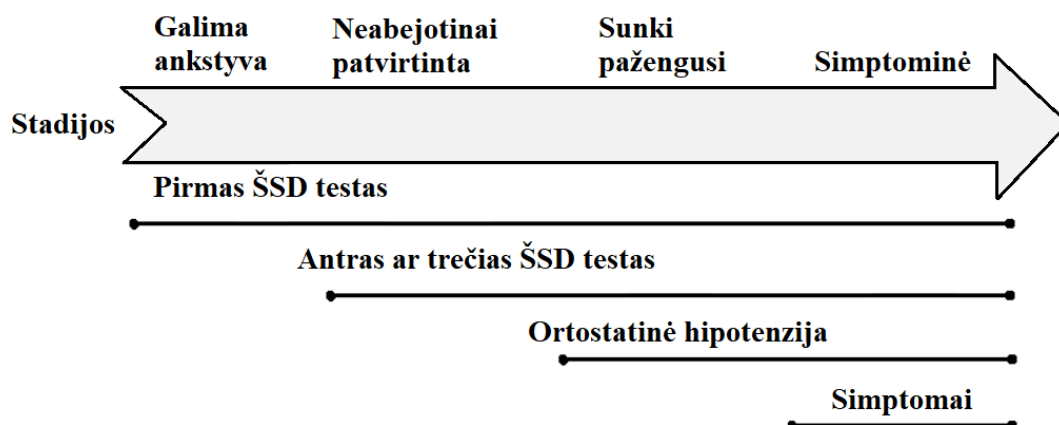 Galima
ankstyva
Neabejotinai
patvirtinta
Sunki
pažengusi
Simptominė
Stadijos
Pirmas ŠSD testas
Antras ar trečias ŠSD testas
Ortostatinė hipotenzija
Simptomai